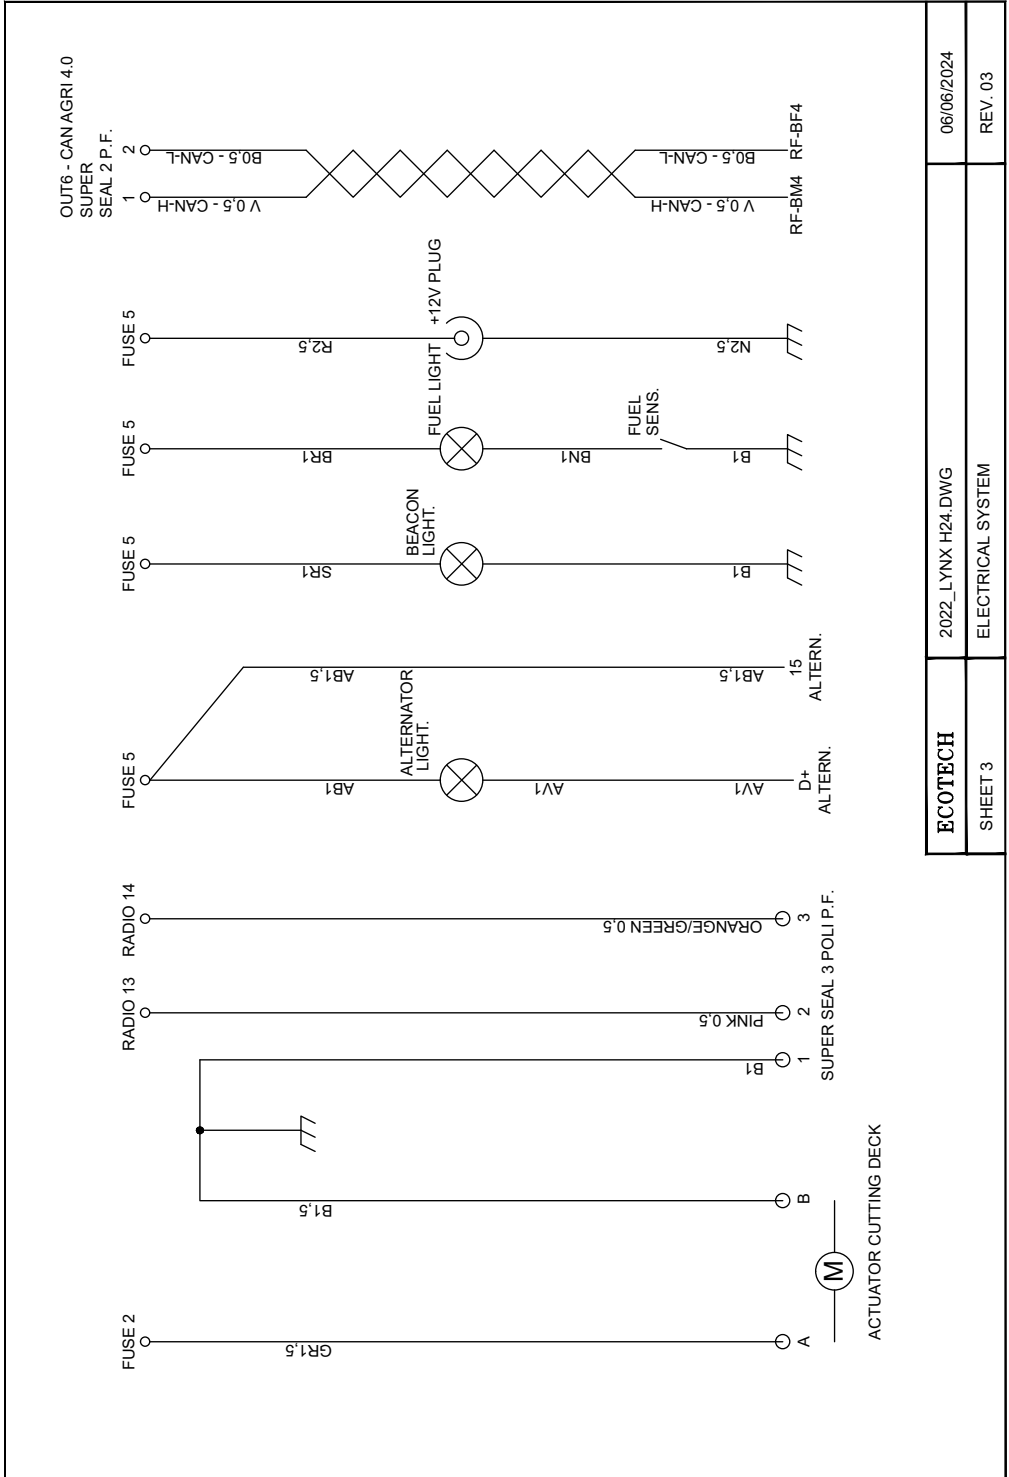 FUSE 2
GR1,5
A
ACTUATOR CUTTING DECK
M
B1,5
B
B1
1
RADIO 13
PINK 0,5
2
SUPER SEAL 3 POLI P.F.
RADIO 14
ORANGE/GREEN 0,5
3
FUSE 5
AB1
ALTERNATOR
LIGHT.
AV1
AV1
D+
ALTERN.
AB1,5
AB1,5
15
ALTERN.
FUSE 5
SR1
BEACON
LIGHT.
B1
FUSE 5
BR1
FUEL LIGHT
BN1
FUEL
SENS.
B1
FUSE 5
R2,5
+12V PLUG
N2,5
OUT6 - CAN AGRI 4.0
SUPER
SEAL 2 P.F.
1
V 0,5 - CAN-H
V 0,5 - CAN-H
RF-BM4
2
B0,5 - CAN-L
B0,5 - CAN-L
RF-BF4
ECOTECH
2022_LYNX H24.DWG
06/06/2024
SHEET 3
ELECTRICAL SYSTEM
REV. 03